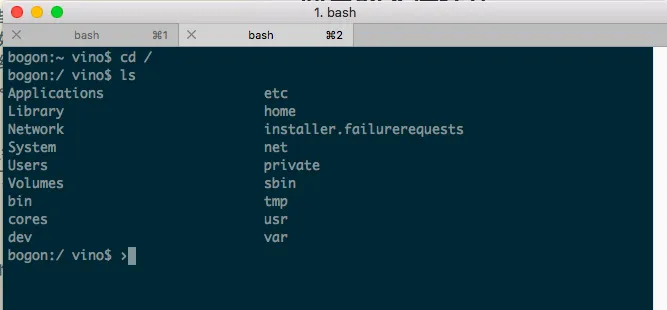 1. bash
bash ⌘1 bash ⌘2
bogon:~ vino$ cd /
bogon:/ vino$ ls
Applications etc
Library home
Network installer.failurerequests
System net
Users private
Volumes sbin
bin tmp
cores usr
dev var
bogon:/ vino$ ›